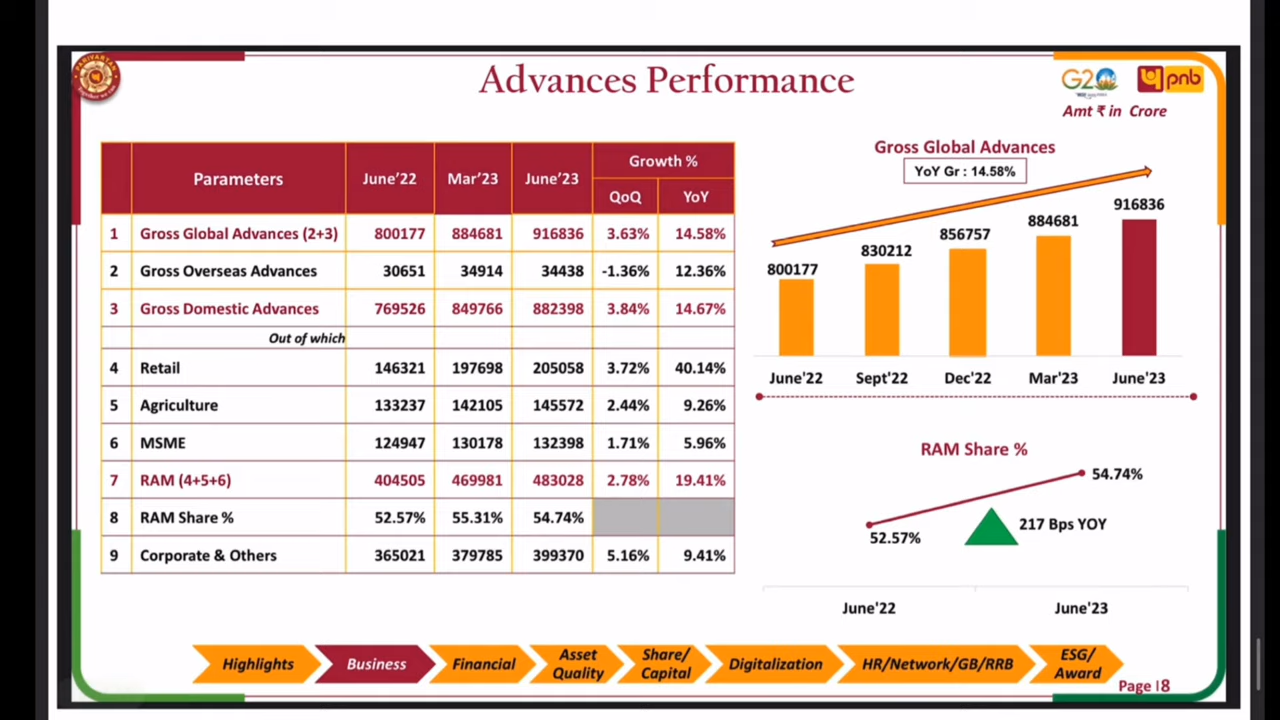 Advances Performance
G20
pnb
Amt ₹ in Crore
Parameters June’22 Mar’23 June’23 Growth %
QoQ YoY
1 Gross Global Advances (2+3) 800177 884681 916836 3.63% 14.58%
2 Gross Overseas Advances 30651 34914 34438 -1.36% 12.36%
3 Gross Domestic Advances 769526 849766 882398 3.84% 14.67%
Out of which
4 Retail 146321 197698 205058 3.72% 40.14%
5 Agriculture 133237 142105 145572 2.44% 9.26%
6 MSME 124947 130178 132398 1.71% 5.96%
7 RAM (4+5+6) 404505 469981 483028 2.78% 19.41%
8 RAM Share % 52.57% 55.31% 54.74%
9 Corporate & Others 365021 379785 399370 5.16% 9.41%
Gross Global Advances
YoY Gr : 14.58%
800177 830212 856757 884681 916836
June'22 Sept'22 Dec'22 Mar'23 June'23
RAM Share %
54.74%
52.57%
217 Bps YOY
June'22 June'23
Highlights Business Financial Asset Quality Share/ Capital Digitalization HR/Network/GB/RRB ESG/ Award
Page |8